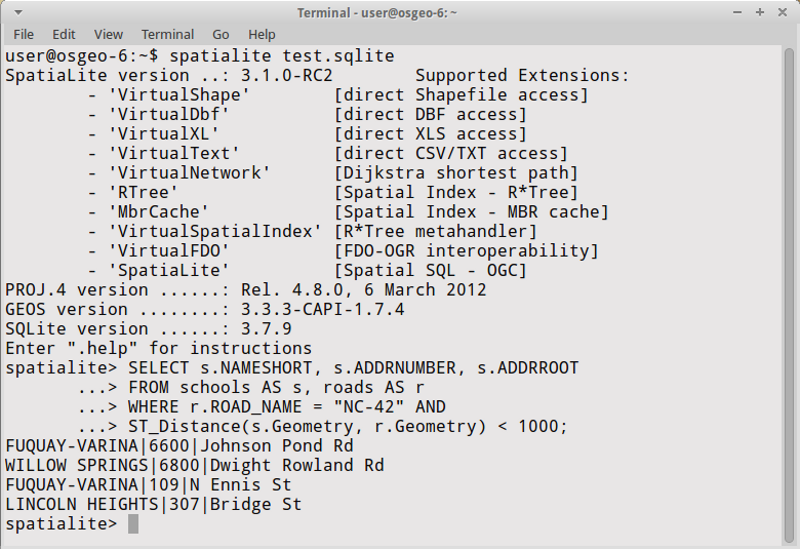 Terminal - user@osgeo-6: ~
File Edit View Terminal Go Help
user@osgeo-6:~$ spatialite test.sqlite
SpatiaLite version ..: 3.1.0-RC2 Supported Extensions:
- 'VirtualShape' [direct Shapefile access]
- 'VirtualDbf' [direct DBF access]
- 'VirtualXL' [direct XLS access]
- 'VirtualText' [direct CSV/TXT access]
- 'VirtualNetwork' [Dijkstra shortest path]
- 'RTree' [Spatial Index - R*Tree]
- 'MbrCache' [Spatial Index - MBR cache]
- 'VirtualSpatialIndex' [R*Tree metahandler]
- 'VirtualFDO' [FDO-OGR interoperability]
- 'SpatiaLite' [Spatial SQL - OGC]
PROJ.4 version ......: Rel. 4.8.0, 6 March 2012
GEOS version ........: 3.3.3-CAPI-1.7.4
SQLite version ......: 3.7.9
Enter ".help" for instructions
spatialite> SELECT s.NAMESHORT, s.ADDRNUMBER, s.ADDRROOT
...> FROM schools AS s, roads AS r
...> WHERE r.ROAD_NAME = "NC-42" AND
...> ST_Distance(s.Geometry, r.Geometry) < 1000;
FUQUAY-VARINA|6600|Johnson Pond Rd
WILLOW SPRINGS|6800|Dwight Rowland Rd
FUQUAY-VARINA|109|N Ennis St
LINCOLN HEIGHTS|307|Bridge St
spatialite>